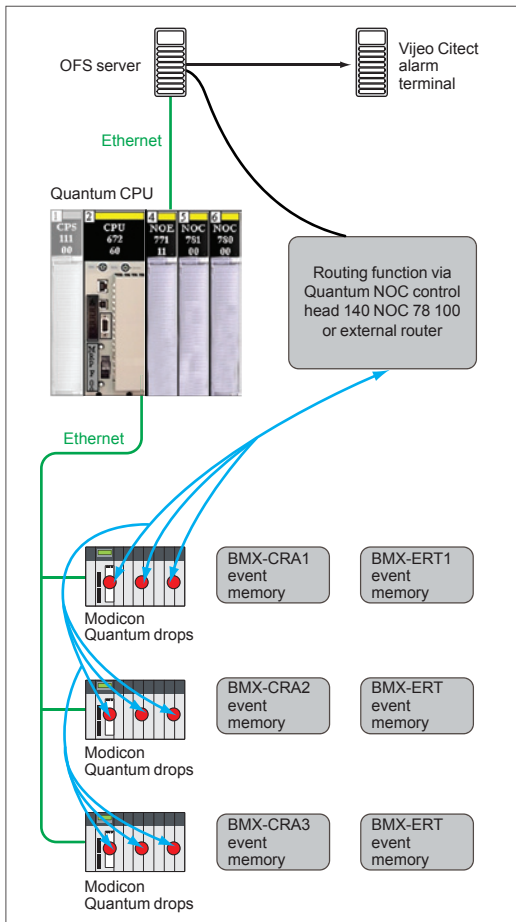 OFS server
Vijeo Citect
alarm
terminal
Ethernet
Quantum CPU
1 2 4 5 6
CPS CPU NOE NOC NOC
111 672 771 781 780
00 60 11 00 00
Routing function via
Quantum NOC control
head 140 NOC 78 100
or external router
Ethernet
BMX-CRA1
event
memory
BMX-ERT1
event
memory
Modicon
Quantum drops
BMX-CRA2
event
memory
BMX-ERT
event
memory
Modicon
Quantum drops
BMX-CRA3
event
memory
BMX-ERT
event
memory
Modicon
Quantum drops